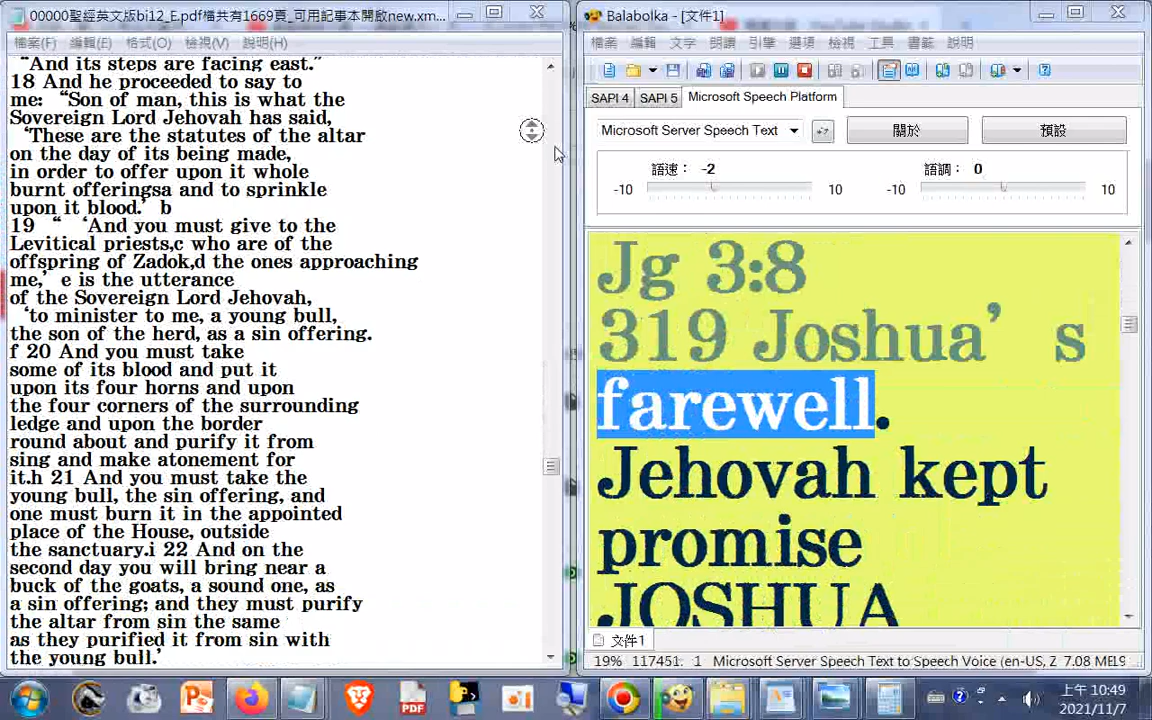 00000聖經英文版bi12_E.pdf檔共有1669頁_可用記事本開啟new.xm...
檔案(F) 編輯(E) 格式(O) 檢視(V) 說明(H)
“And its steps are facing east.”
18 And he proceeded to say to
me: “Son of man, this is what the
Sovereign Lord Jehovah has said,
‘These are the statutes of the altar
on the day of its being made,
in order to offer upon it whole
burnt offeringsa and to sprinkle
upon it blood.’ b
19 “ ‘And you must give to the
Levitical priests,c who are of the
offspring of Zadok,d the ones approaching
me,’ e is the utterance
of the Sovereign Lord Jehovah,
‘to minister to me, a young bull,
the son of the herd, as a sin offering.
f 20 And you must take
some of its blood and put it
upon its four horns and upon
the four corners of the surrounding
ledge and upon the border
round about and purify it from
sing and make atonement for
it.h 21 And you must take the
young bull, the sin offering, and
one must burn it in the appointed
place of the House, outside
the sanctuary.i 22 And on the
second day you will bring near a
buck of the goats, a sound one, as
a sin offering; and they must purify
the altar from sin the same
as they purified it from sin with
the young bull.’
Balabolka - [文件1]
檔案 編輯 文字 朗讀 引擎 選項 檢視 工具 書籤 說明
SAPI 4 SAPI 5 Microsoft Speech Platform
Microsoft Server Speech Text 關於 預設
語速： -2 語調： 0
-10 10 -10 10
Jg 3:8
319 Joshua’ s
farewell.
Jehovah kept
promise
JOSHUA
文件1
19% 117451. 1 Microsoft Server Speech Text to Speech Voice (en-US, Z 7.08 ME19
上午 10:49
2021/11/7